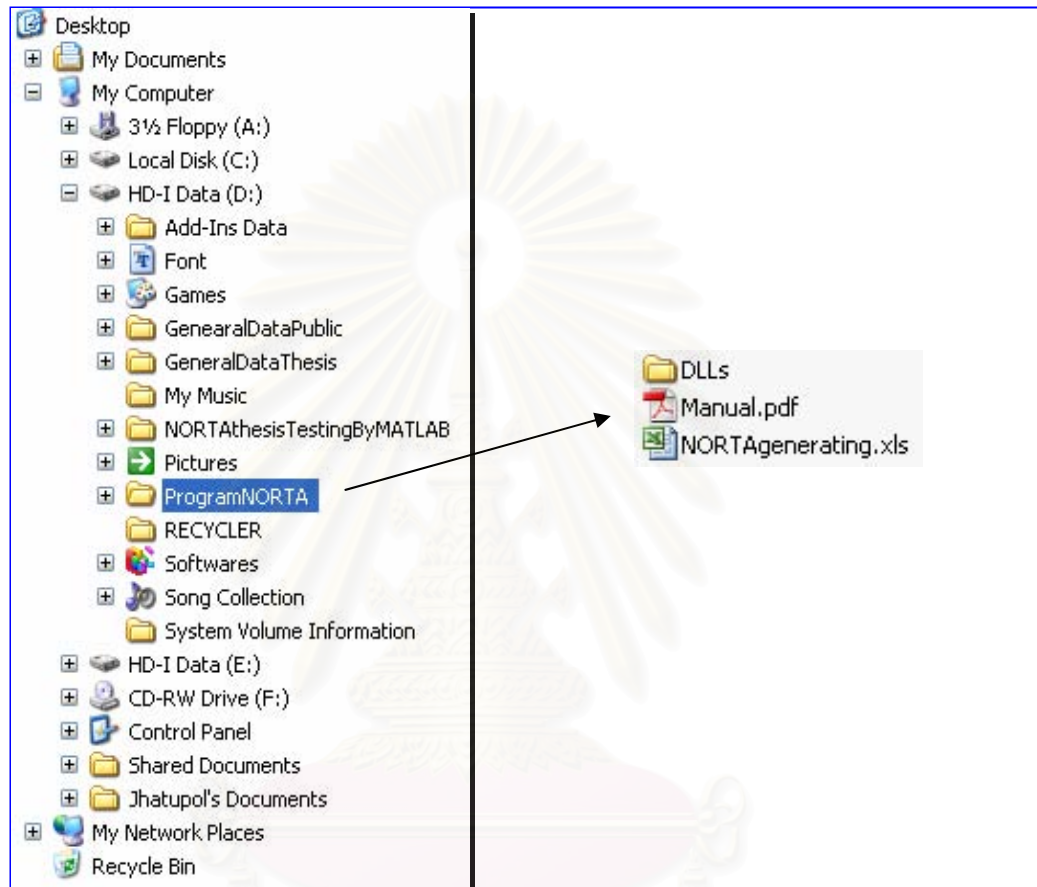 Desktop
My Documents
My Computer
3½ Floppy (A:)
Local Disk (C:)
HD-I Data (D:)
Add-Ins Data
Font
Games
GenearalDataPublic
GeneralDataThesis
My Music
NORTAthesisTestingByMATLAB
Pictures
ProgramNORTA
RECYCLER
Softwares
Song Collection
System Volume Information
HD-I Data (E:)
CD-RW Drive (F:)
Control Panel
Shared Documents
Jhatupol's Documents
My Network Places
Recycle Bin
DLLs
Manual.pdf
NORTAgenerating.xls